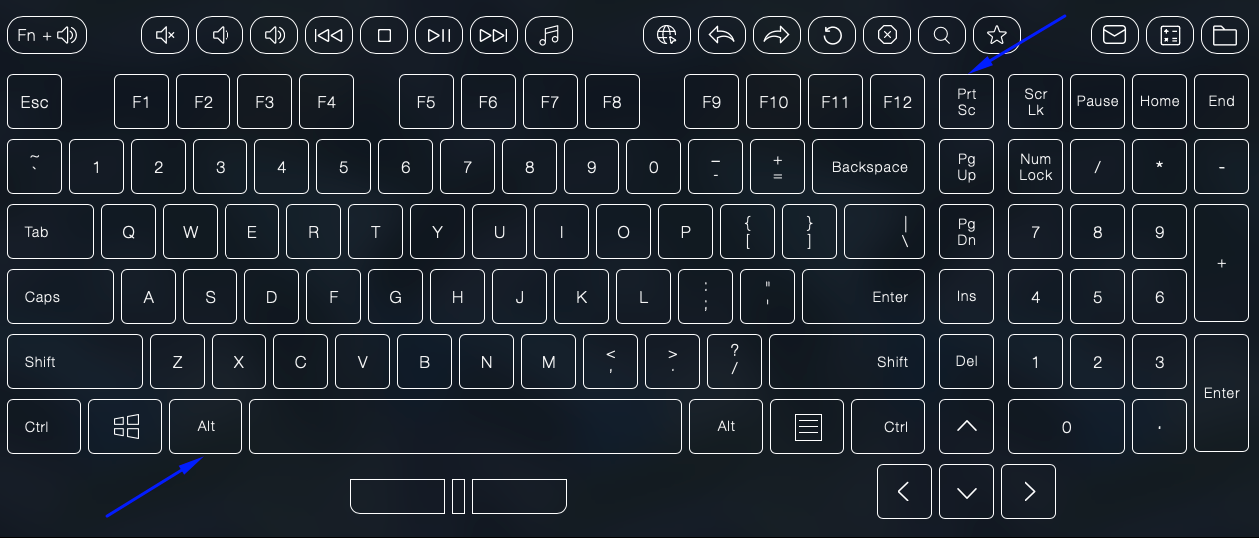 Fn +
Esc F1 F2 F3 F4 F5 F6 F7 F8 F9 F10 F11 F12 Prt Sc Scr Lk Pause Home End
~ ` 1 2 3 4 5 6 7 8 9 0 — - + = Backspace Pg Up Num Lock / * -
Tab Q W E R T Y U I O P { [ } ] | \ Pg Dn 7 8 9 +
Caps A S D F G H J K L : ; " ' Enter Ins 4 5 6
Shift Z X C V B N M < , > . ? / Shift Del 1 2 3 Enter
Ctrl Alt Alt Ctrl 0 .